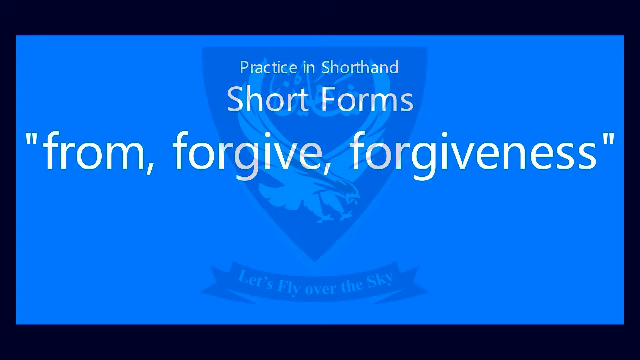 Practice in Shorthand
Short Forms
"from, forgive, forgiveness"
Let's Fly over the Sky